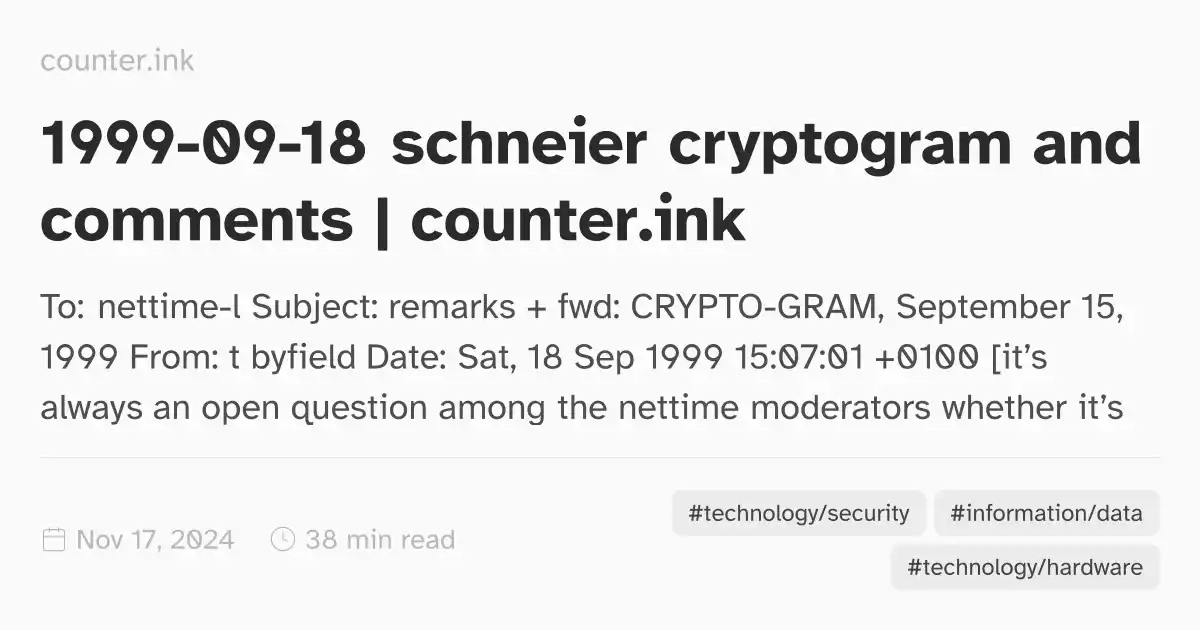 counter.ink
1999-09-18 schneier cryptogram and
comments | counter.ink
To: nettime-l Subject: remarks + fwd: CRYPTO-GRAM, September 15,
1999 From: t byfield Date: Sat, 18 Sep 1999 15:07:01 +0100 [it’s
always an open question among the nettime moderators whether it’s
Nov 17, 2024 38 min read
#technology/security #information/data
#technology/hardware